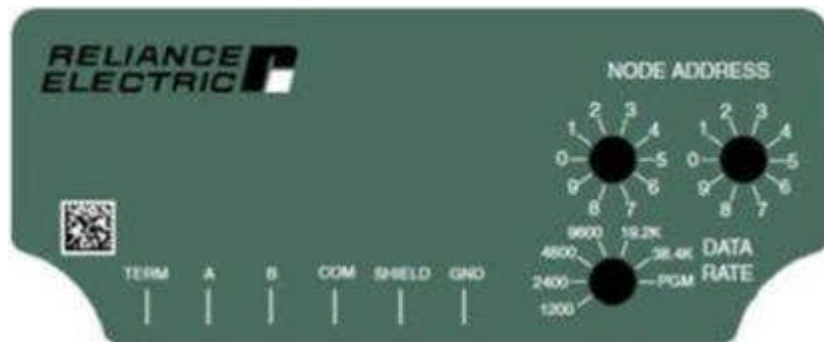 RELIANCE
ELECTRIC
NODE ADDRESS
0 1 2 3 4 5 6 7 8 9
0 1 2 3 4 5 6 7 8 9
TERM A B COM SHIELD GND
1200 2400 4800 9600 19.2K 38.4K PGM
DATA
RATE